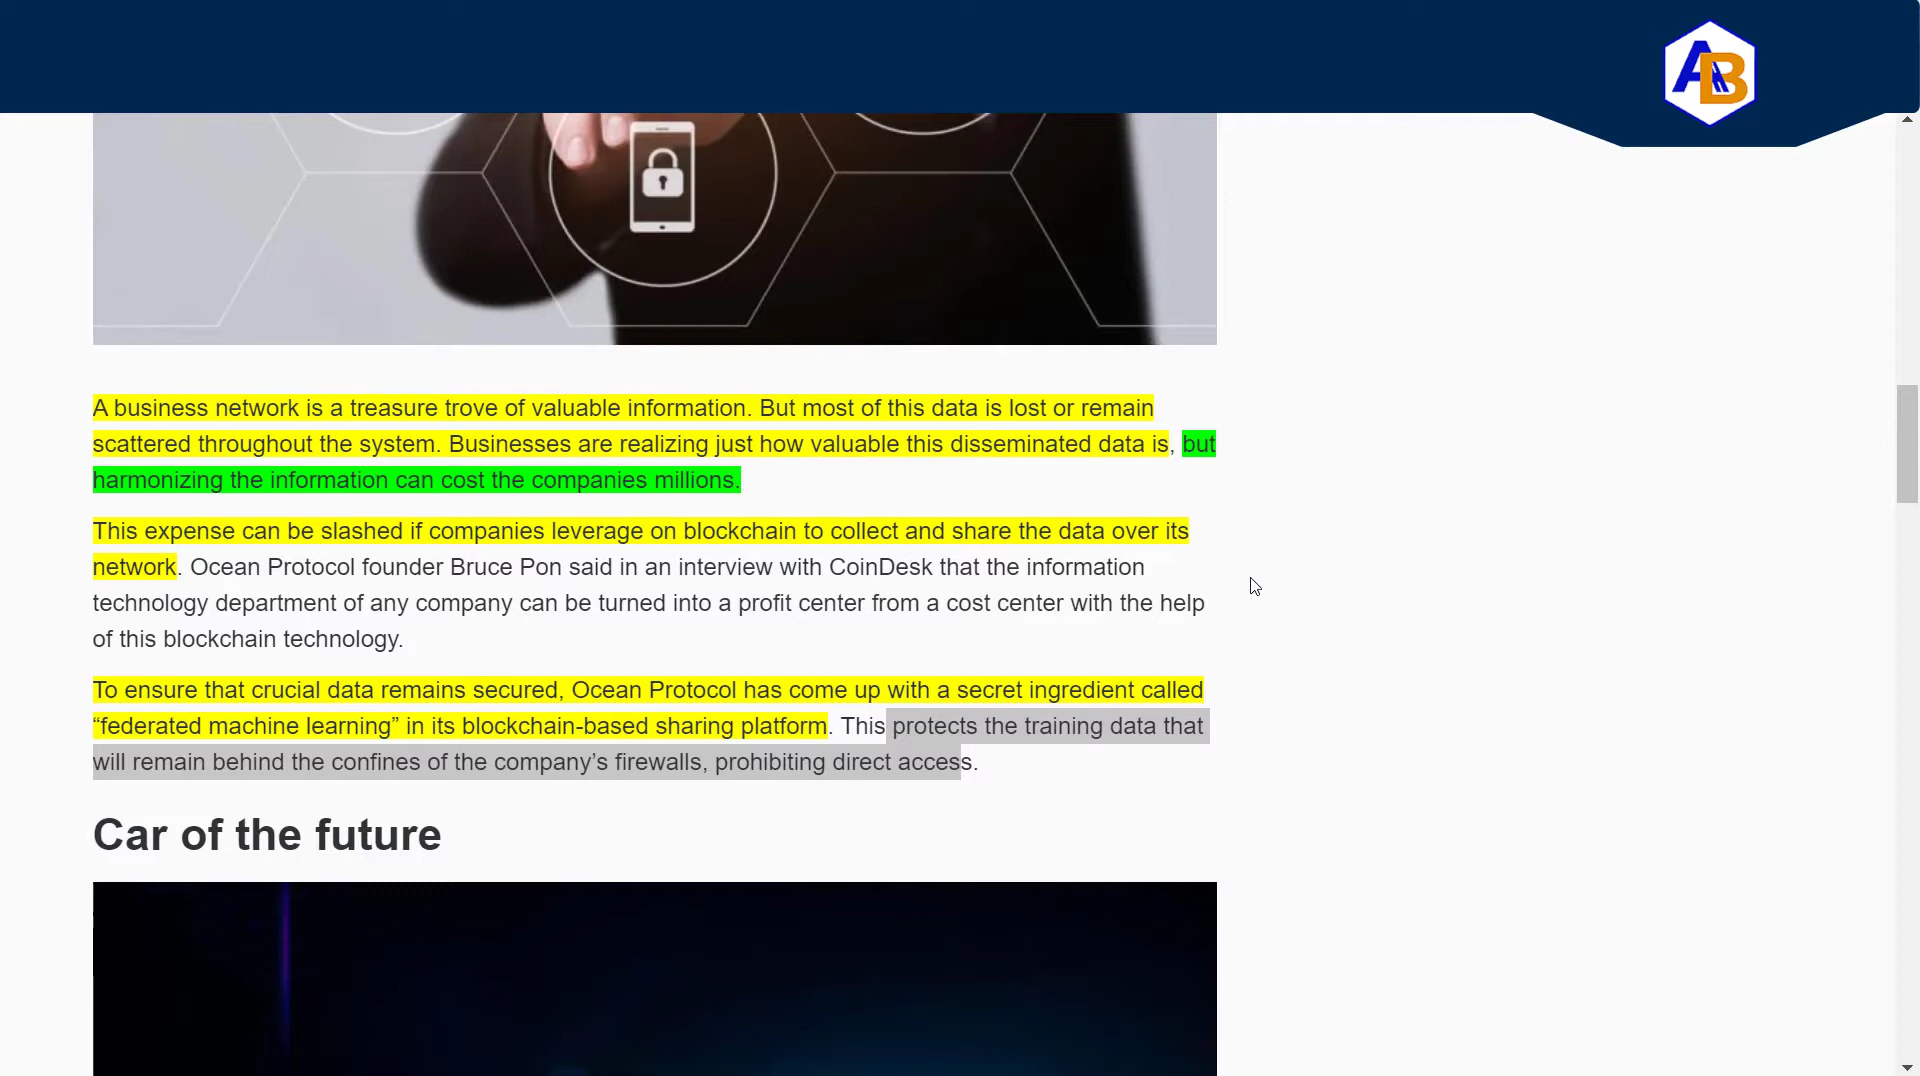 AB
A business network is a treasure trove of valuable information. But most of this data is lost or remain
scattered throughout the system. Businesses are realizing just how valuable this disseminated data is, but
harmonizing the information can cost the companies millions.
This expense can be slashed if companies leverage on blockchain to collect and share the data over its
network. Ocean Protocol founder Bruce Pon said in an interview with CoinDesk that the information
technology department of any company can be turned into a profit center from a cost center with the help
of this blockchain technology.
To ensure that crucial data remains secured, Ocean Protocol has come up with a secret ingredient called
“federated machine learning” in its blockchain-based sharing platform. This protects the training data that
will remain behind the confines of the company’s firewalls, prohibiting direct access.
Car of the future